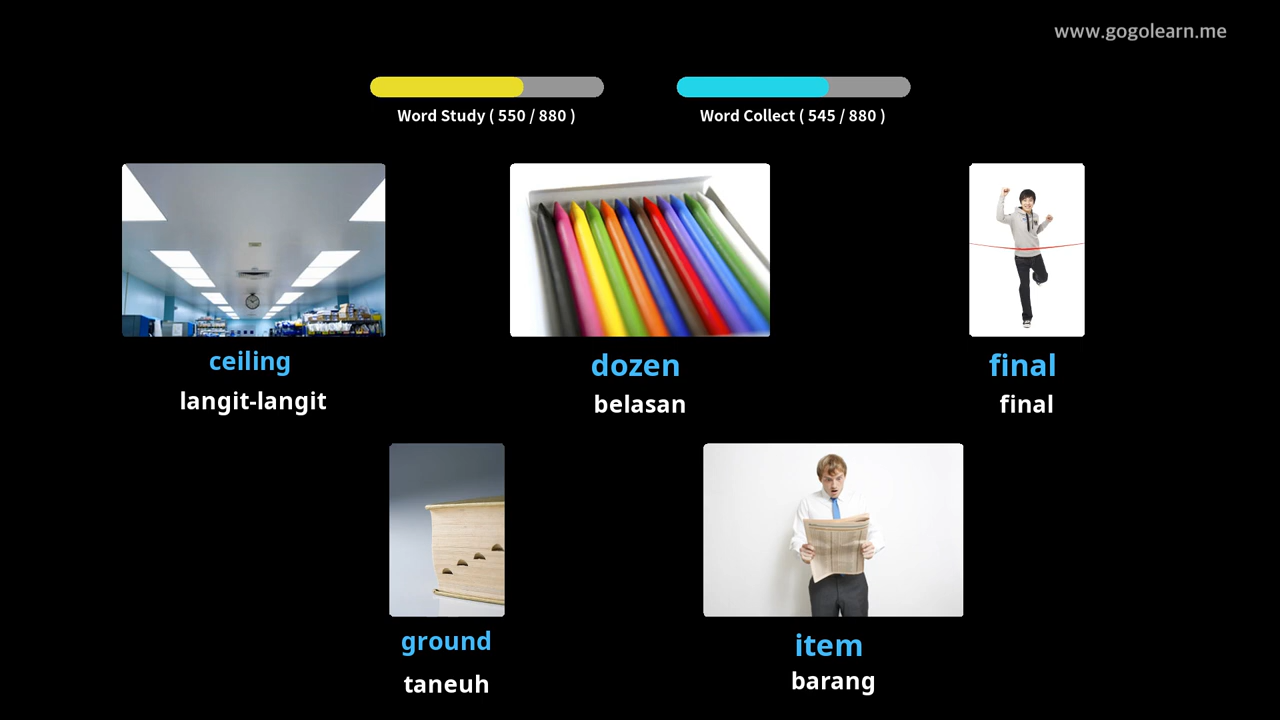 www.gogolearn.me
Word Study ( 550 / 880 )
Word Collect ( 545 / 880 )
ceiling
langit-langit
dozen
belasan
final
final
ground
taneuh
item
barang